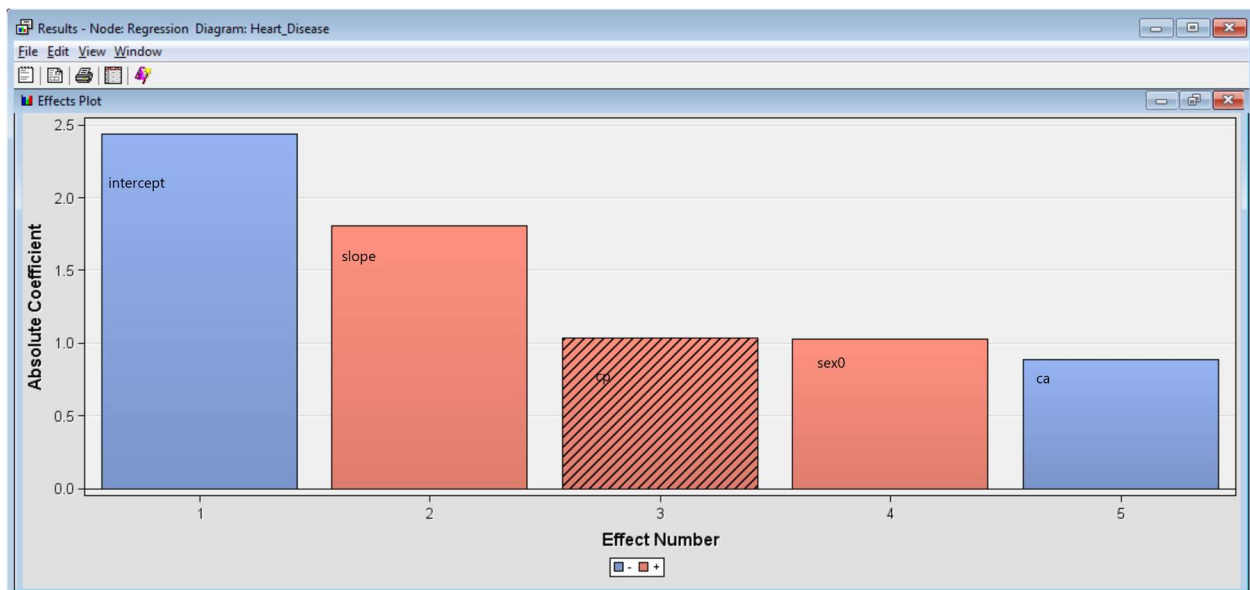 Results - Node: Regression Diagram: Heart_Disease
File Edit View Window
Effects Plot
Absolute Coefficient
2.5
2.0
1.5
1.0
0.5
0.0
intercept
slope
cp
sex0
ca
1 2 3 4 5
Effect Number
- +